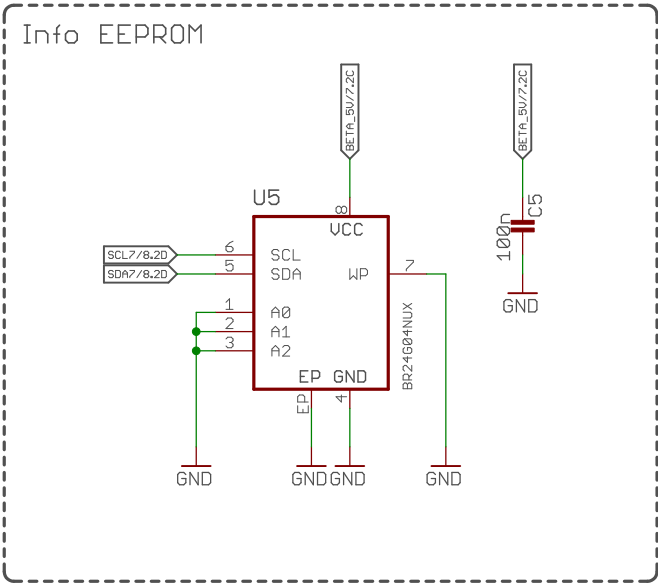 Info EEPROM
BETA_5V/7.2C
BETA_5V/7.2C
U5
8
VCC
C5
100n
SCL7/8.2D
6
SCL
SDA7/8.2D
5
SDA
WP
7
GND
1
A0
2
A1
3
A2
BR24G04NUX
EP GND
EP
4
GND
GND
GND
GND